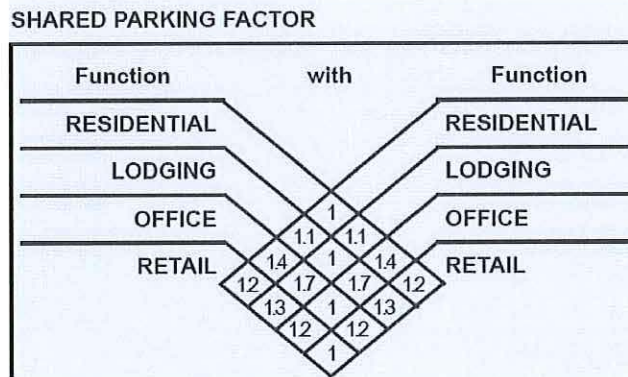 SHARED PARKING FACTOR
Function with Function
RESIDENTIAL RESIDENTIAL
LODGING LODGING
OFFICE OFFICE
RETAIL RETAIL
1
1.1 1.1
1.4 1 1.4
1.2 1.7 1.7 1.2
1.3 1 1.3
1.2 1.2
1